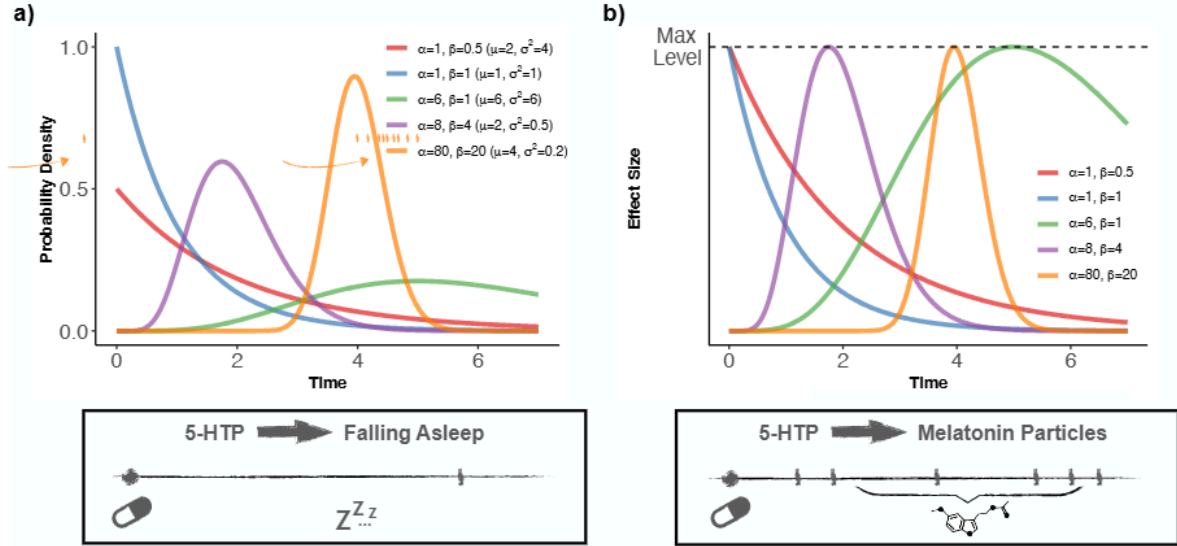 a)
Probability Density
1.0
0.5
0.0
0
2
4
6
Time
α=1, β=0.5 (μ=2, σ²=4)
α=1, β=1 (μ=1, σ²=1)
α=6, β=1 (μ=6, σ²=6)
α=8, β=4 (μ=2, σ²=0.5)
α=80, β=20 (μ=4, σ²=0.2)
5-HTP
Falling Asleep
Z Z z
...
b)
Max
Level
Effect Size
0
2
4
6
Time
α=1, β=0.5
α=1, β=1
α=6, β=1
α=8, β=4
α=80, β=20
5-HTP
Melatonin Particles